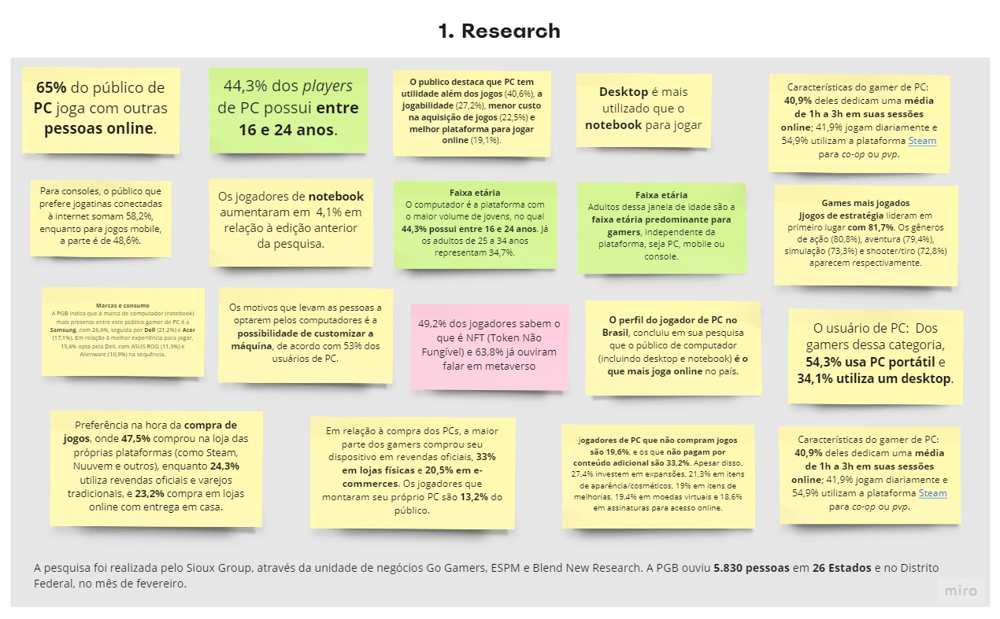 1. Research
65% do público de
PC joga com outras
pessoas online.
44,3% dos players
de PC possui entre
16 e 24 anos.
O publico destaca que PC tem
utilidade além dos jogos (40,6%), a
jogabilidade (27,2%), menor custo
na aquisição de jogos (22,5%) e
melhor plataforma para jogar
online (19,1%).
Desktop é mais
utilizado que o
notebook para jogar
Características do gamer de PC:
40,9% deles dedicam uma média
de 1h a 3h em suas sessões
online; 41,9% jogam diariamente e
54,9% utilizam a plataforma Steam
para co-op ou pvp.
Para consoles, o público que
prefere jogatinas conectadas
à internet somam 58,2%,
enquanto para jogos mobile,
a parte é de 48,6%.
Os jogadores de notebook
aumentaram em 4,1% em
relação à edição anterior
da pesquisa.
Faixa etária
O computador é a plataforma com
o maior volume de jovens, no qual
44,3% possui entre 16 e 24 anos. Já
os adultos de 25 a 34 anos
representam 34,7%.
Faixa etária
Adultos dessa janela de idade são a
faixa etária predominante para
gamers, independente da
plataforma, seja PC, mobile ou
console.
Games mais jogados
Jjogos de estratégia lideram em
primeiro lugar com 81,7%. Os gêneros
de ação (80,8%), aventura (79,4%),
simulação (73,3%) e shooter/tiro (72,8%)
aparecem respectivamente.
Marcas e consumo
A PGB indica que a marca de computador (notebook)
mais presente entre este público gamer de PC é a
Samsung, com 26,6%, seguida por Dell (21,2%) e Acer
(17,1%). Em relação à melhor experiência para jogar,
15,6% opta pela Dell, com ASUS ROG (11,3%) e
Alienware (10,9%) na sequência.
Os motivos que levam as pessoas a
optarem pelos computadores é a
possibilidade de customizar a
máquina, de acordo com 53% dos
usuários de PC.
49,2% dos jogadores sabem o
que é NFT (Token Não
Fungível) e 63,8% já ouviram
falar em metaverso
O perfil do jogador de PC no
Brasil, concluiu em sua pesquisa
que o público de computador
(incluindo desktop e notebook) é o
que mais joga online no país.
O usuário de PC: Dos
gamers dessa categoria,
54,3% usa PC portátil e
34,1% utiliza um desktop.
Preferência na hora da compra de
jogos, onde 47,5% comprou na loja das
próprias plataformas (como Steam,
Nuuvem e outros), enquanto 24,3%
utiliza revendas oficiais e varejos
tradicionais, e 23,2% compra em lojas
online com entrega em casa.
Em relação à compra dos PCs, a maior
parte dos gamers comprou seu
dispositivo em revendas oficiais, 33%
em lojas físicas e 20,5% em e-
commerces. Os jogadores que
montaram seu próprio PC são 13,2% do
público.
jogadores de PC que não compram jogos
são 19,6%, e os que não pagam por
conteúdo adicional são 33,2%. Apesar disso,
27,4% investem em expansões, 21,3% em itens
de aparência/cosméticos, 19% em itens de
melhorias, 19,4% em moedas virtuais e 18,6%
em assinaturas para acesso online.
Características do gamer de PC:
40,9% deles dedicam uma média
de 1h a 3h em suas sessões
online; 41,9% jogam diariamente e
54,9% utilizam a plataforma Steam
para co-op ou pvp.
A pesquisa foi realizada pelo Sioux Group, através da unidade de negócios Go Gamers, ESPM e Blend New Research. A PGB ouviu 5.830 pessoas em 26 Estados e no Distrito
Federal, no mês de fevereiro.
miro